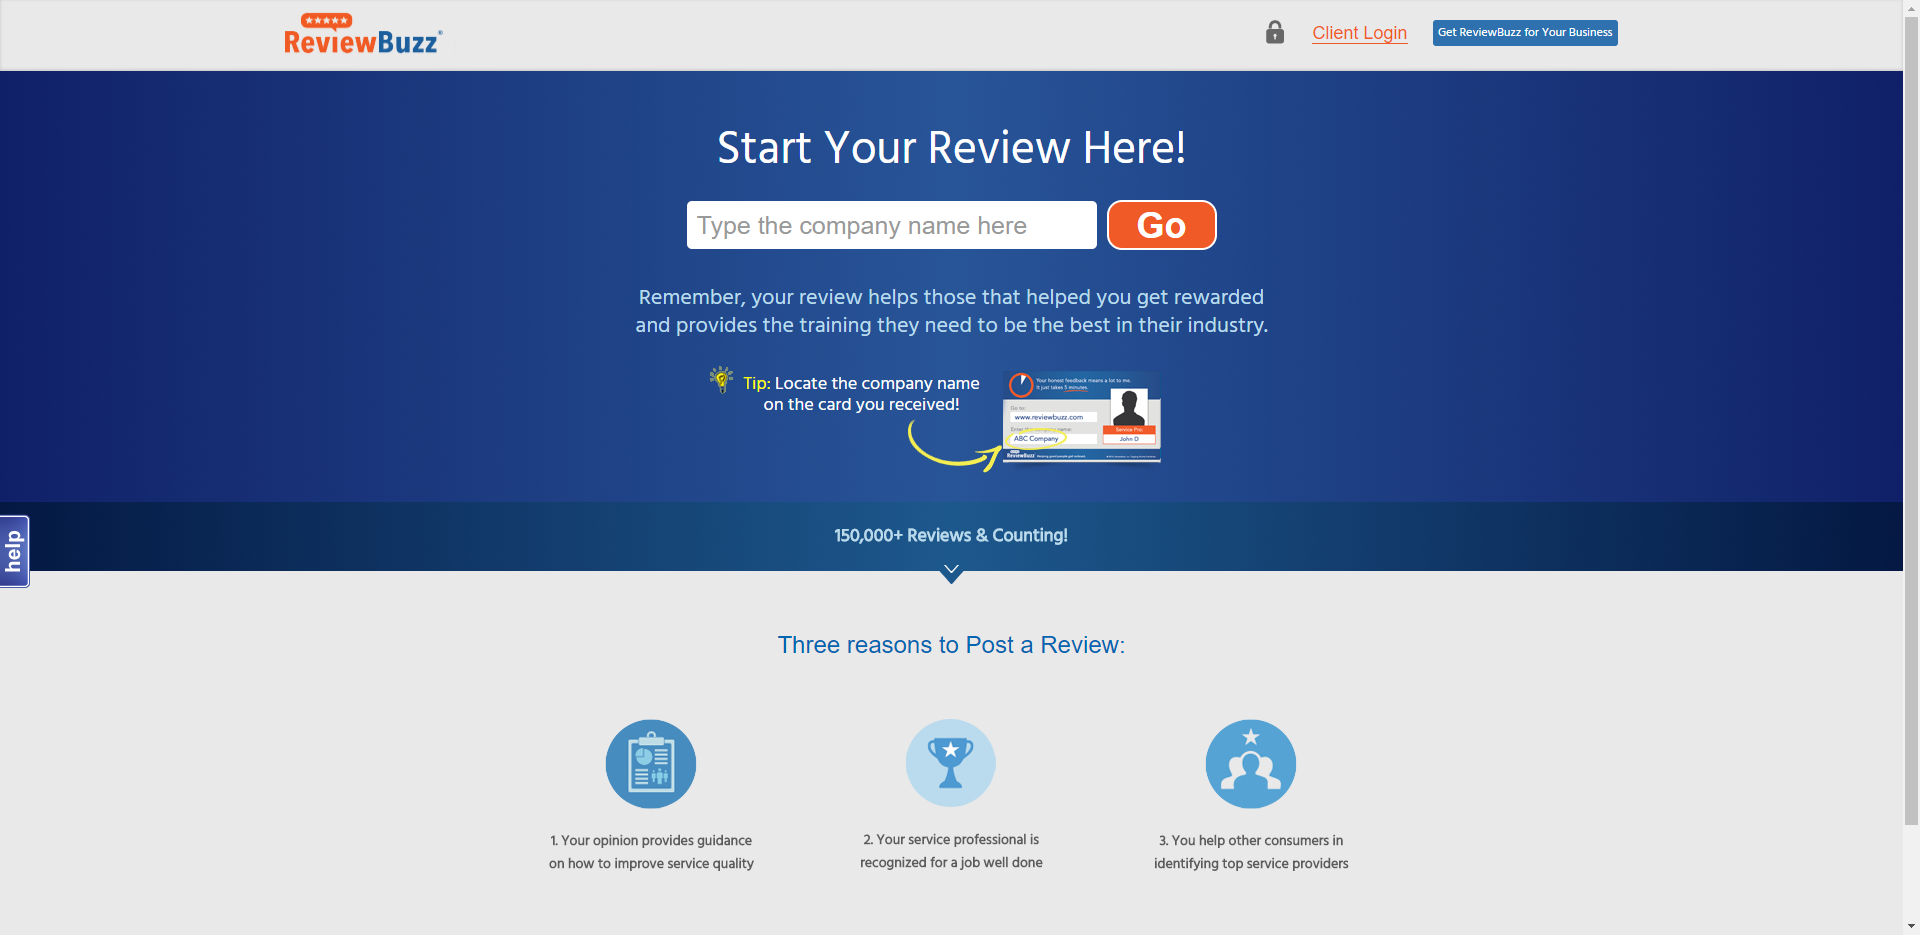 ReviewBuzz®
Client Login
Get ReviewBuzz for Your Business
Start Your Review Here!
Type the company name here
Go
Remember, your review helps those that helped you get rewarded
and provides the training they need to be the best in their industry.
Tip: Locate the company name
on the card you received!
Your honest feedback means a lot to me.
It just takes 5 minutes.
Go to:
www.reviewbuzz.com
ABC Company
Service Pro:
John D
ReviewBuzz
150,000+ Reviews & Counting!
help
Three reasons to Post a Review:
1. Your opinion provides guidance
on how to improve service quality
2. Your service professional is
recognized for a job well done
3. You help other consumers in
identifying top service providers